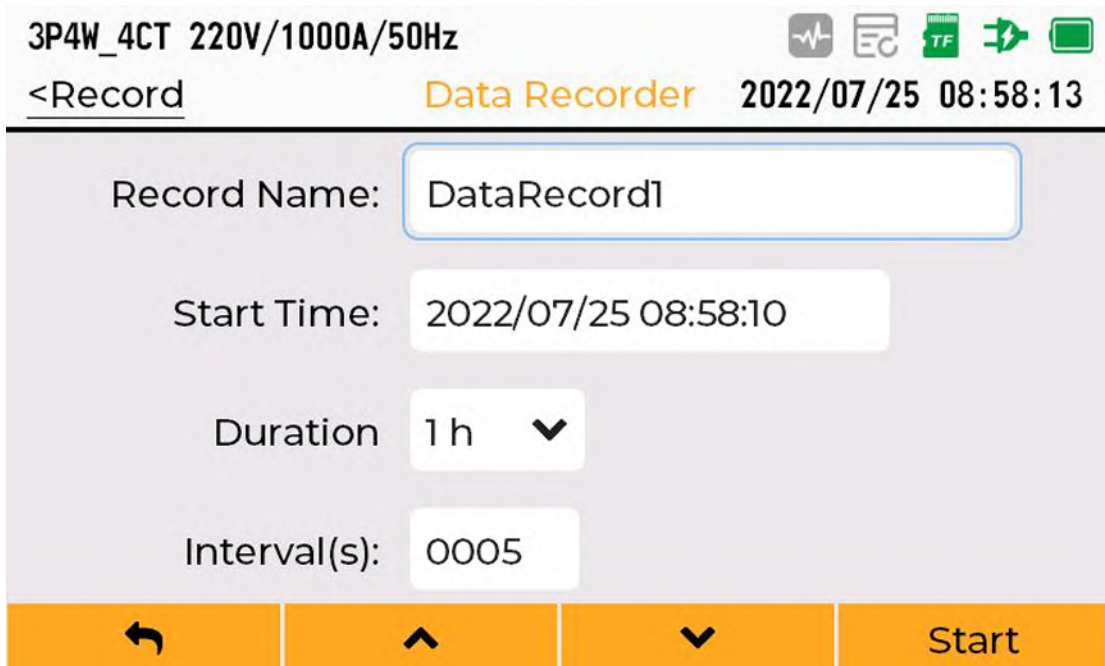 3P4W_4CT 220V/1000A/50Hz TF
<Record Data Recorder 2022/07/25 08:58:13
Record Name: DataRecord1
Start Time: 2022/07/25 08:58:10
Duration 1 h
Interval(s): 0005
Start